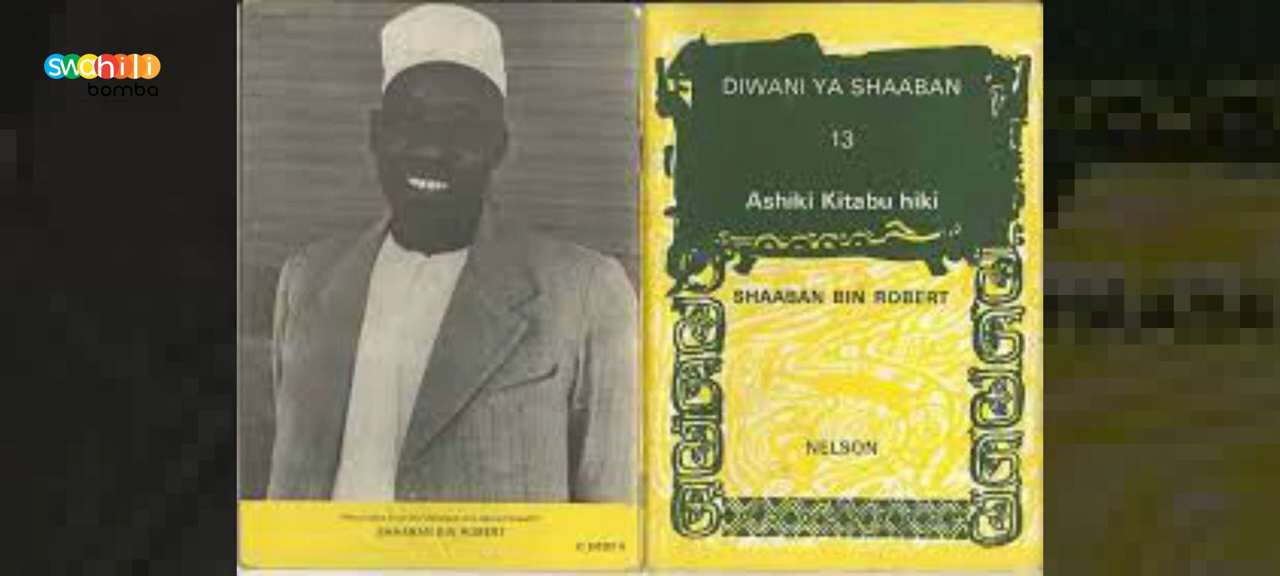 swahili
bomba
SHAABAN BIN ROBERT
DIWANI YA SHAABAN
13
Ashiki Kitabu hiki
SHAABAN BIN ROBERT
NELSON